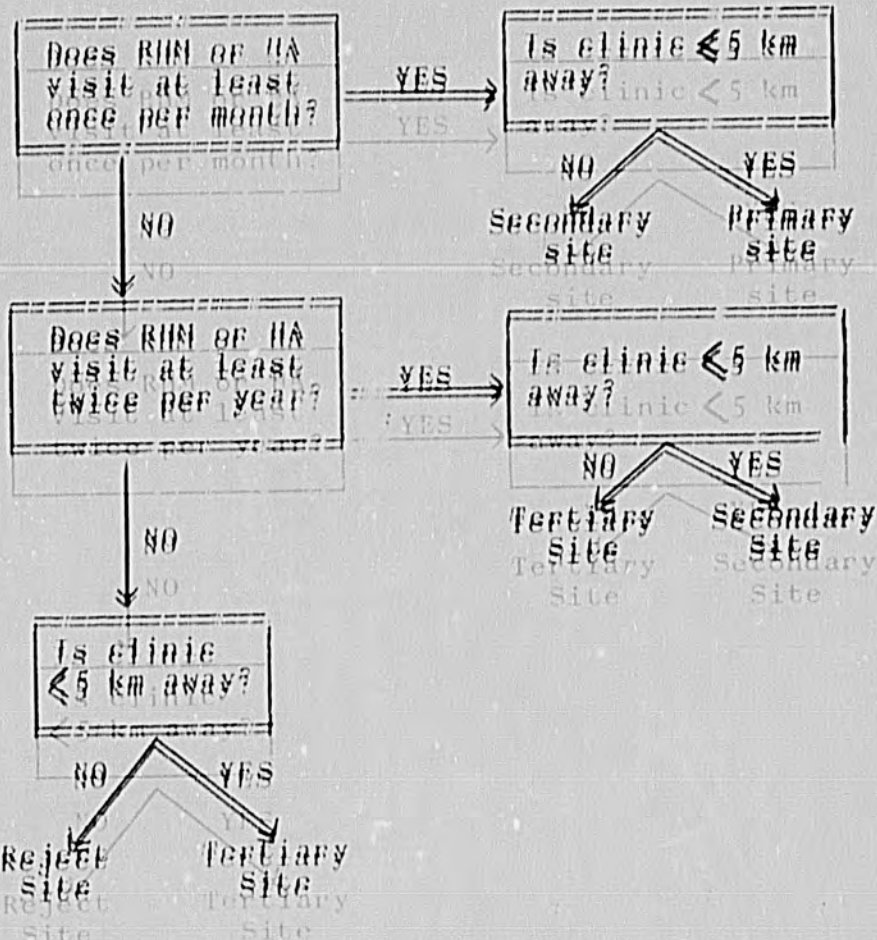 Does RHM or HA
visit at least
once per month?
YES
Is clinic <5 km
away?
NO YES
Secondary
site
Primary
site
NO
Does RHM or HA
visit at least
twice per year?
YES
Is clinic <5 km
away?
NO YES
Tertiary
Site
Secondary
Site
NO
Is clinic
<5 km away?
NO YES
Reject
Site
Tertiary
Site